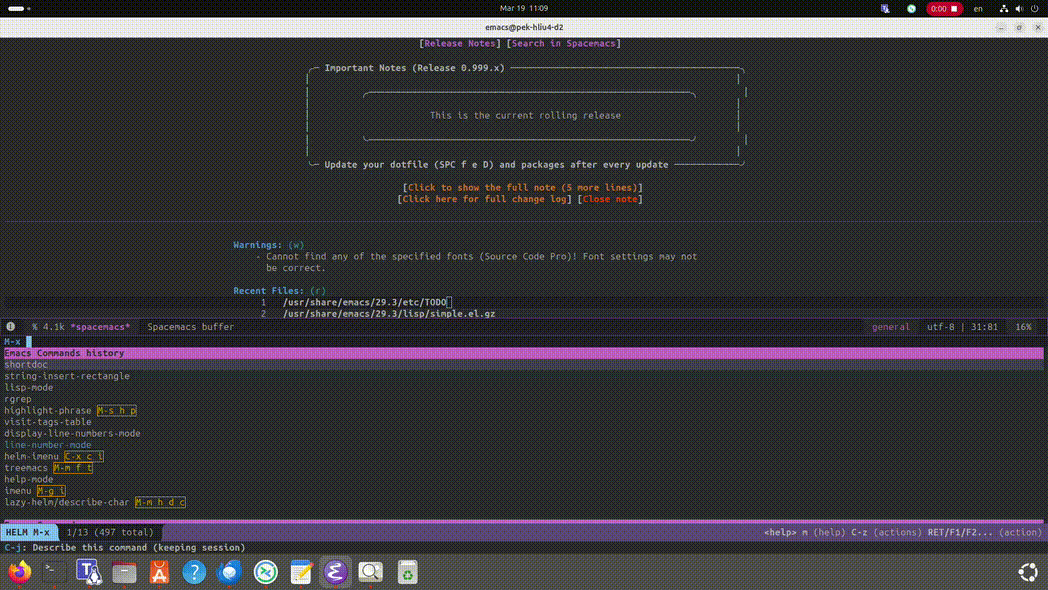 Mar 19 11:09
0:00
en
emacs@pek-hliu4-d2
[Release Notes] [Search in Spacemacs]
Important Notes (Release 0.999.x)
This is the current rolling release
Update your dotfile (SPC f e D) and packages after every update
[Click to show the full note (5 more lines)]
[Click here for full change log] [Close note]
Warnings: (w)
- Cannot find any of the specified fonts (Source Code Pro)! Font settings may not
be correct.
Recent Files: (r)
1 /usr/share/emacs/29.3/etc/TODO
2 /usr/share/emacs/29.3/lisp/simple.el.gz
% 4.1k *spacemacs* Spacemacs buffer general utf-8 | 31:81 16%
M-x
Emacs Commands history
shortdoc
string-insert-rectangle
lisp-mode
rgrep
highlight-phrase M-s h p
visit-tags-table
display-line-numbers-mode
line-number-mode
helm-imenu C-x c i
treemacs M-m f t
help-mode
imenu M-g i
lazy-helm/describe-char M-m h d c
HELM M-x 1/13 (497 total) <help> m (help) C-z (actions) RET/F1/F2... (action)
C-j: Describe this command (keeping session)